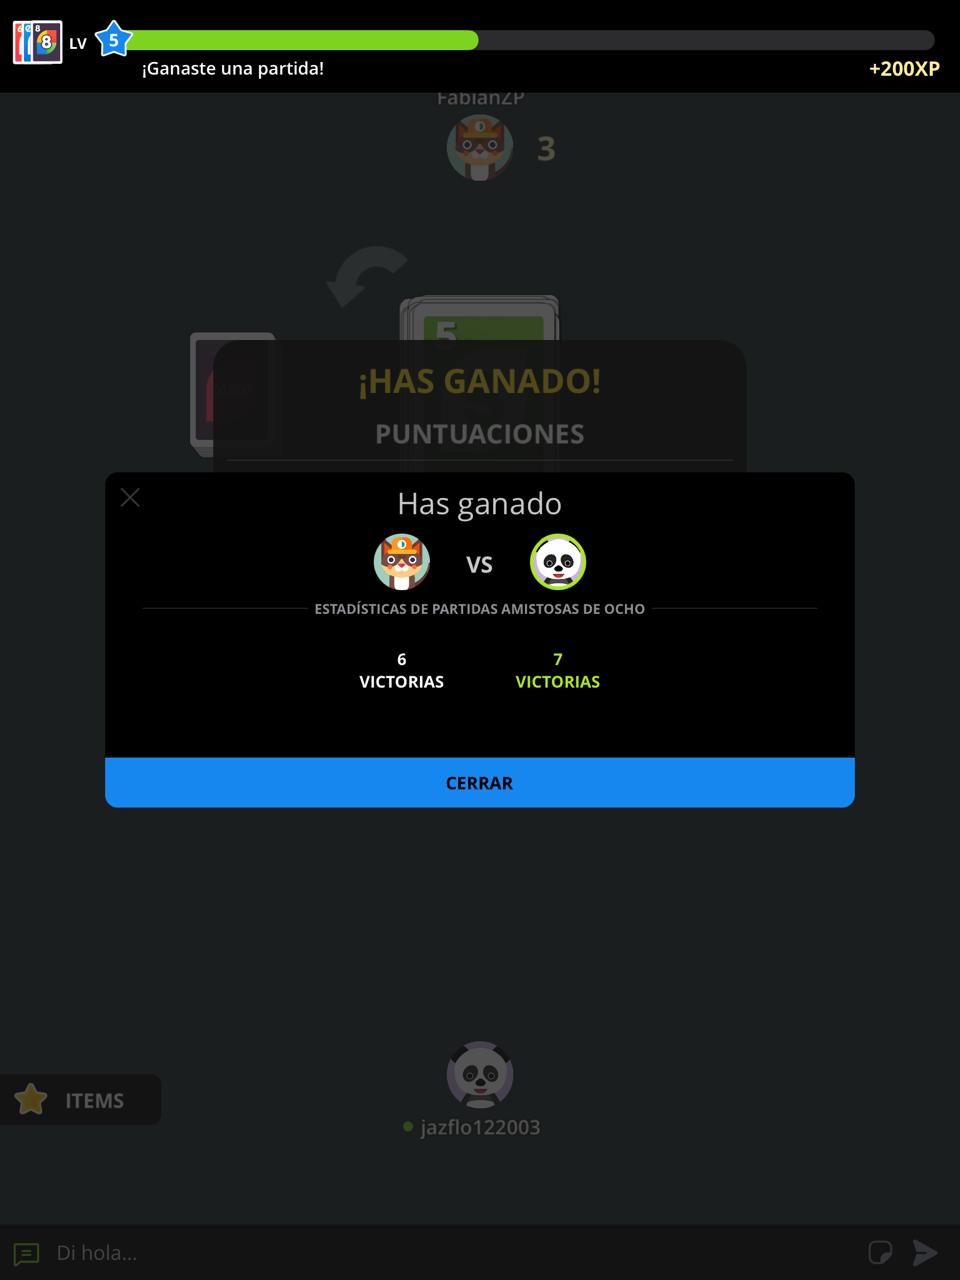 8 LV 5
¡Ganaste una partida! +200XP
FabianZP
3
5
¡HAS GANADO!
PUNTUACIONES
Has ganado
VS
ESTADÍSTICAS DE PARTIDAS AMISTOSAS DE OCHO
6 7
VICTORIAS VICTORIAS
CERRAR
ITEMS
jazflo122003
Di hola...